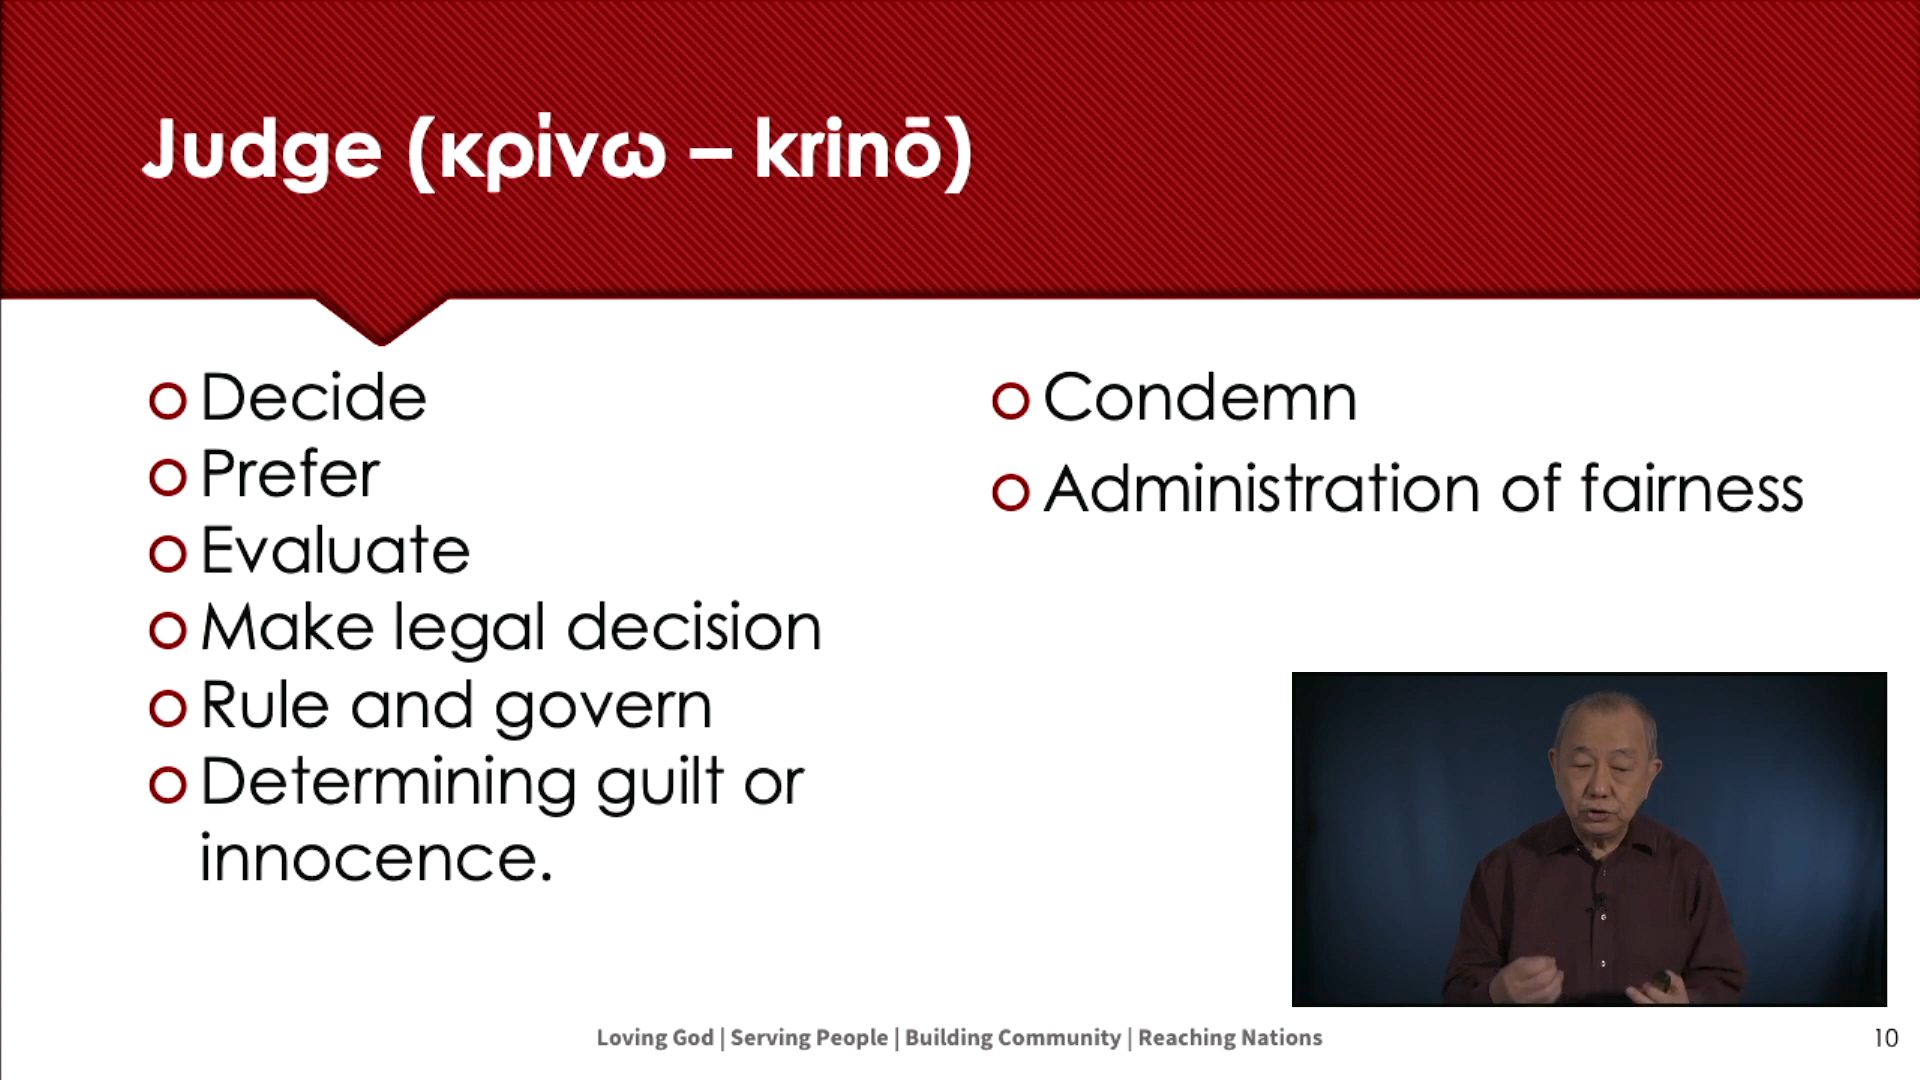 Judge (κρίνω – krinō)
Decide
Prefer
Evaluate
Make legal decision
Rule and govern
Determining guilt or
innocence.
Condemn
Administration of fairness
Loving God | Serving People | Building Community | Reaching Nations
10